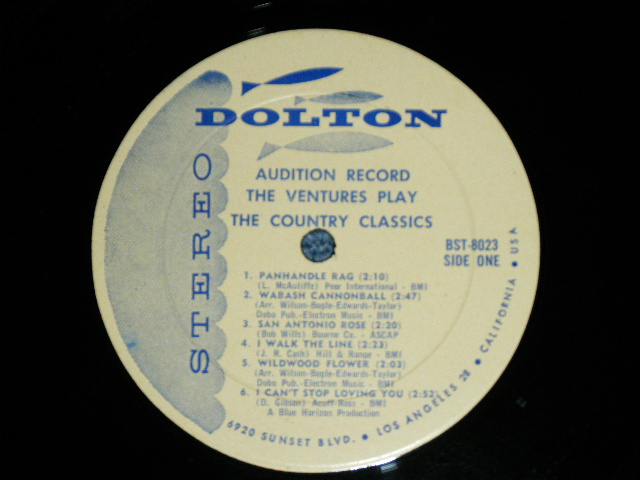 DOLTON
STEREO
AUDITION RECORD
THE VENTURES PLAY
THE COUNTRY CLASSICS
BST-8023
SIDE ONE
1. PANHANDLE RAG (2:10)
(L. McAuliffe) Peer International - BMI
2. WABASH CANNONBALL (2:47)
(Arr. Wilson-Bogle-Edwards-Taylor)
Dobo Pub.-Electron Music - BMI
3. SAN ANTONIO ROSE (2:20)
(Bob Wills) Bourne Co. - ASCAP
4. I WALK THE LINE (2:23)
(J. R. Cash) Hill & Range - BMI
5. WILDWOOD FLOWER (2:03)
(Arr. Wilson-Bogle-Edwards-Taylor)
Dobo Pub.-Electron Music - BMI
6. I CAN'T STOP LOVING YOU (2:52)
(D. Gibson) Acuff-Rose - BMI
A Blue Horizon Production
6920 SUNSET BLVD. • LOS ANGELES 28 • CALIFORNIA • USA